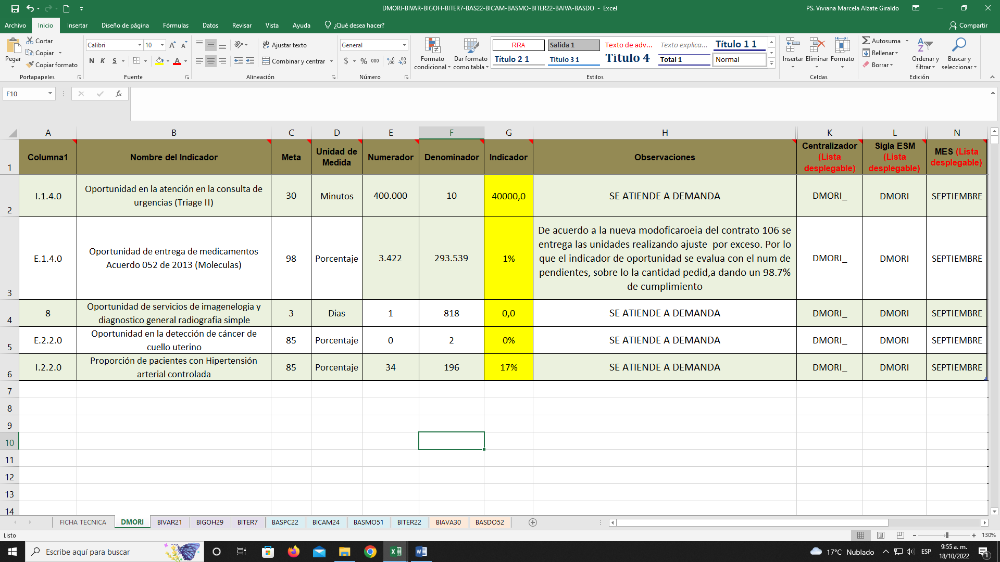 DMORI-BIVAR-BIGOH-BITER7-BAS22-BICAM-BASMO-BITER22-BAIVA-BASDO - Excel
PS. Viviana Marcela Alzate Giraldo
Archivo Inicio Insertar Diseño de página Fórmulas Datos Revisar Vista Ayuda ¿Qué desea hacer? Compartir
Pegar
Cortar
Copiar
Copiar formato
Portapapeles
Calibri 10
N K S
Fuente
Ajustar texto
Combinar y centrar
Alineación
General
$ % 000
Número
Formato condicional
Dar formato como tabla
RRA Salida 1 Texto de adv... Texto explica... Título 1 1
Título 2 1 Título 3 1 Título 4 Total 1 Normal
Estilos
Insertar Eliminar Formato
Celdas
Autosuma
Rellenar
Borrar
Ordenar y filtrar
Buscar y seleccionar
Edición
F10
fx
A B C D E F G H K L N
1 Columna1 Nombre del Indicador Meta Unidad de Medida Numerador Denominador Indicador Observaciones Centralizador (Lista desplegable) Sigla ESM (Lista desplegable) MES (Lista desplegable)
2 I.1.4.0 Oportunidad en la atención en la consulta de urgencias (Triage II) 30 Minutos 400.000 10 40000,0 SE ATIENDE A DEMANDA DMORI_ DMORI SEPTIEMBRE
3 E.1.4.0 Oportunidad de entrega de medicamentos Acuerdo 052 de 2013 (Moleculas) 98 Porcentaje 3.422 293.539 1% De acuerdo a la nueva modoficaroeia del contrato 106 se entrega las unidades realizando ajuste por exceso. Por lo que el indicador de oportunidad se evalua con el num de pendientes, sobre lo la cantidad pedid,a dando un 98.7% de cumplimiento DMORI_ DMORI SEPTIEMBRE
4 8 Oportunidad de servicios de imagenelogia y diagnostico general radiografia simple 3 Dias 1 818 0,0 SE ATIENDE A DEMANDA DMORI_ DMORI SEPTIEMBRE
5 E.2.2.0 Oportunidad en la detección de cáncer de cuello uterino 85 Porcentaje 0 2 0% SE ATIENDE A DEMANDA DMORI_ DMORI SEPTIEMBRE
6 I.2.2.0 Proporción de pacientes con Hipertensión arterial controlada 85 Porcentaje 34 196 17% SE ATIENDE A DEMANDA DMORI_ DMORI SEPTIEMBRE
7
8
9
10
11
12
13
14
FICHA TECNICA DMORI BIVAR21 BIGOH29 BITER7 BASPC22 BICAM24 BASMO51 BITER22 BIAVA30 BASDO52
Listo
130%
Escribe aquí para buscar
17°C Nublado
ESP
9:55 a. m.
18/10/2022
1